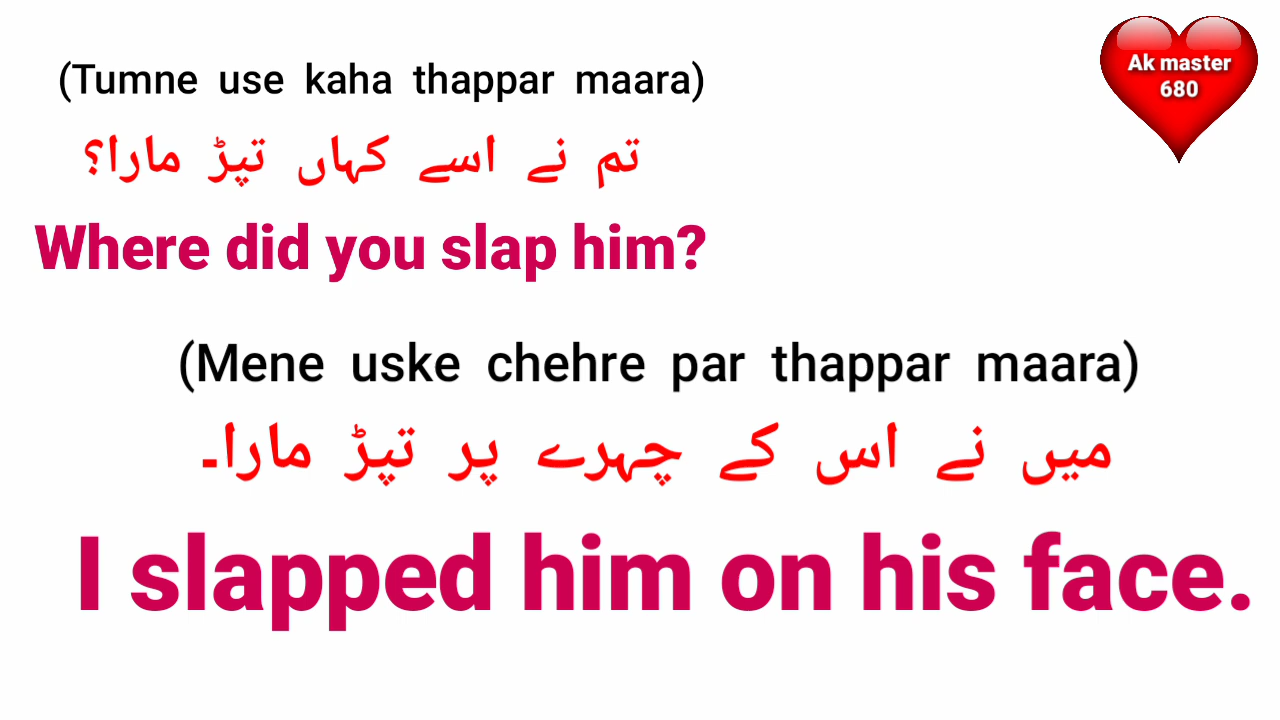 (Tumne use kaha thappar maara)
تم نے اسے کہاں تپڑ مارا؟
Where did you slap him?
(Mene uske chehre par thappar maara)
میں نے اس کے چہرے پر تپڑ مارا۔
I slapped him on his face.
Ak master
680